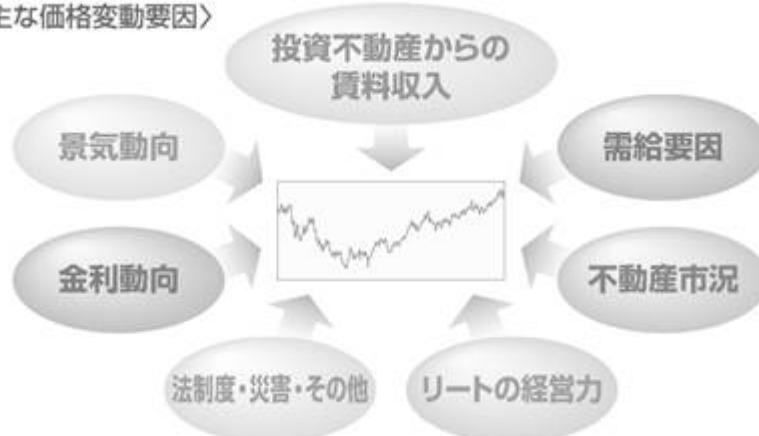 主な価格変動要因〉
投資不動産からの
賃料収入
景気動向
需給要因
金利動向
不動産市況
法制度・災害・その他
リートの経営力